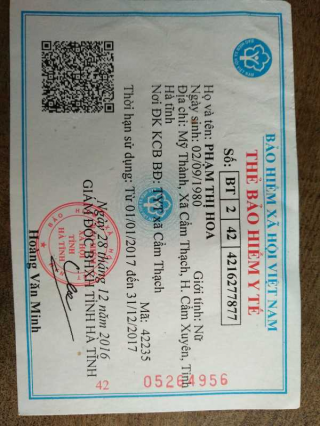 BẢO HIỂM XÃ HỘI VIỆT NAM
THẺ BẢO HIỂM Y TẾ
Số: BT 2 42 4216277877
Họ và tên: PHẠM THỊ HOA
Ngày sinh: 02/09/1980 Giới tính: Nữ
Địa chỉ: Mỹ Thành, Xã Cẩm Thạch, H. Cẩm Xuyên, Tỉnh
Hà tĩnh
Nơi ĐK KCB BĐ: TYT xã Cẩm Thạch
Mã: 42235
Thời hạn sử dụng: Từ 01/01/2017 đến 31/12/2017
Ngày 28 tháng 12 năm 2016
GIÁM ĐỐC BHXH TỈNH HÀ TĨNH
TỈNH
HÀ TĨNH
Hoàng Văn Minh
42 05264956